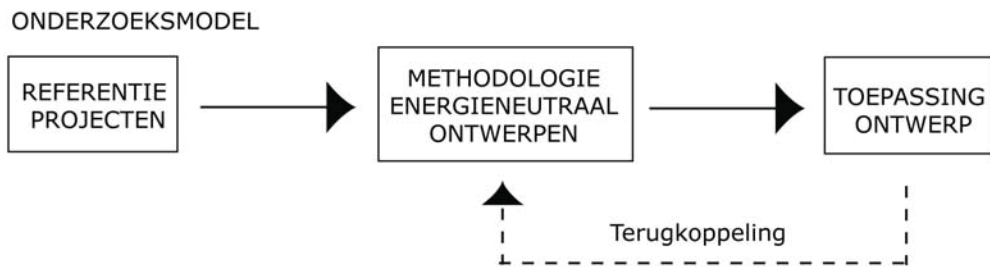 ONDERZOEKSMODEL
REFERENTIE
PROJECTEN
METHODOLOGIE
ENERGIENEUTRAAL
ONTWERPEN
TOEPASSING
ONTWERP
Terugkoppeling